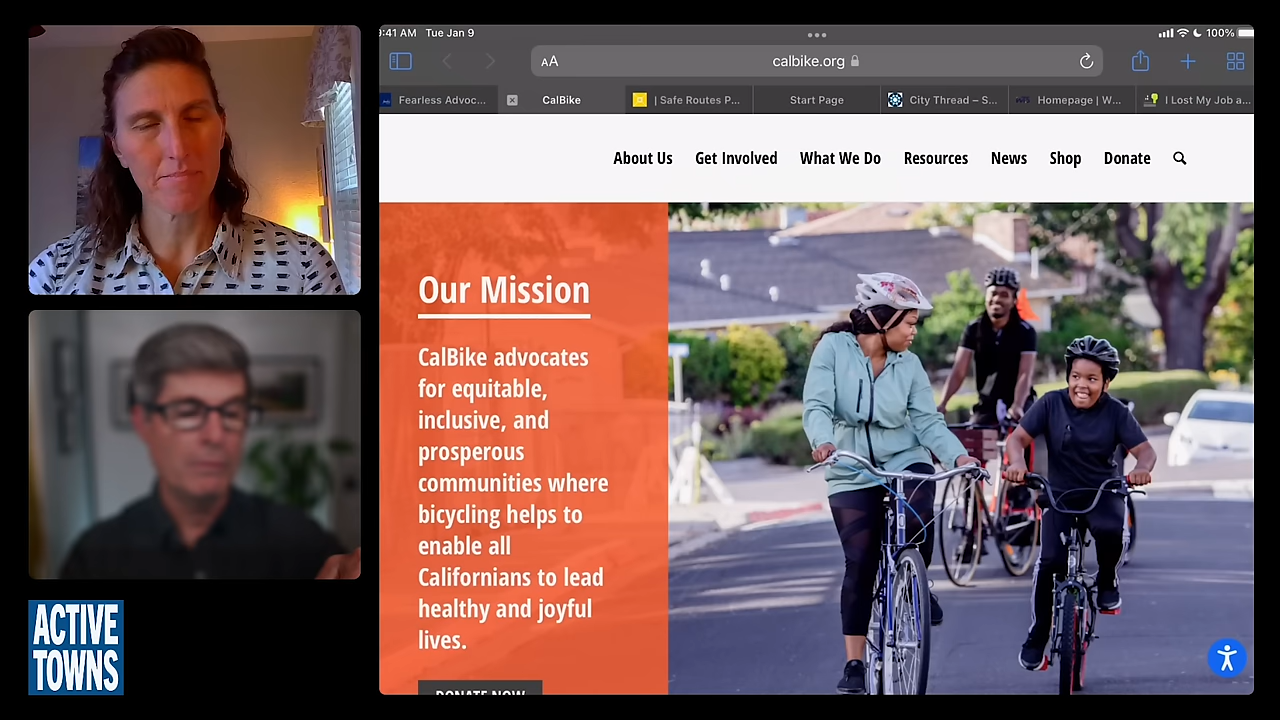 :41 AM Tue Jan 9
100%
AA
calbike.org
Fearless Advoc...
CalBike
| Safe Routes P...
Start Page
City Thread – S...
Homepage | W...
I Lost My Job a...
About Us
Get Involved
What We Do
Resources
News
Shop
Donate
Our Mission
CalBike advocates
for equitable,
inclusive, and
prosperous
communities where
bicycling helps to
enable all
Californians to lead
healthy and joyful
lives.
DONATE NOW
ACTIVE
TOWNS